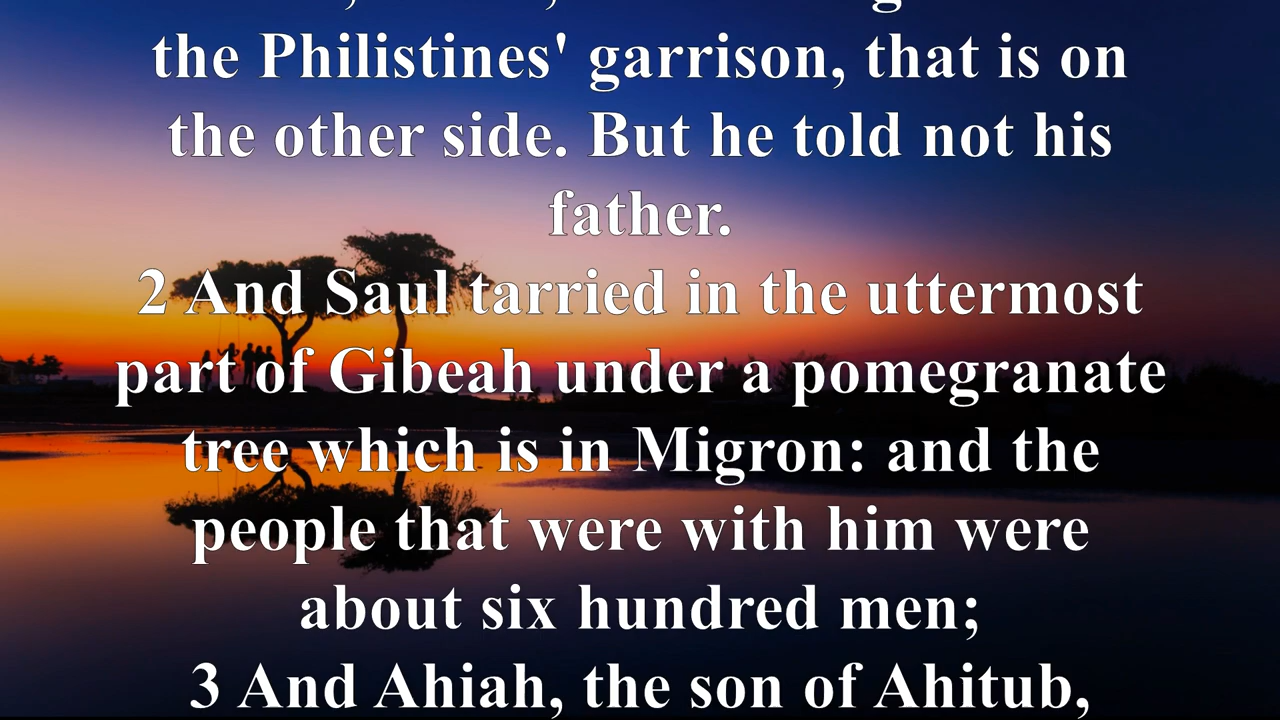 the Philistines' garrison, that is on
the other side. But he told not his
father.
2 And Saul tarried in the uttermost
part of Gibeah under a pomegranate
tree which is in Migron: and the
people that were with him were
about six hundred men;
3 And Ahiah, the son of Ahitub,